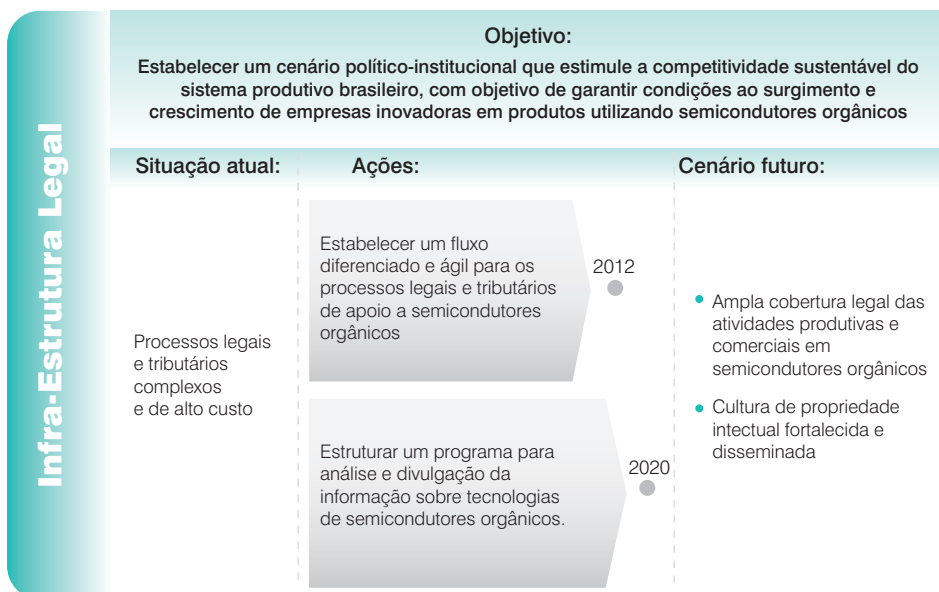 Infra-Estrutura Legal
Objetivo:
Estabelecer um cenário político-institucional que estimule a competitividade sustentável do
sistema produtivo brasileiro, com objetivo de garantir condições ao surgimento e
crescimento de empresas inovadoras em produtos utilizando semicondutores orgânicos
Situação atual:
Ações:
Cenário futuro:
Processos legais
e tributários
complexos
e de alto custo
Estabelecer um fluxo
diferenciado e ágil para os
processos legais e tributários
de apoio a semicondutores
orgânicos
2012
Estruturar um programa para
análise e divulgação da
informação sobre tecnologias
de semicondutores orgânicos.
2020
Ampla cobertura legal das
atividades produtivas e
comerciais em
semicondutores orgânicos
Cultura de propriedade
intectual fortalecida e
disseminada